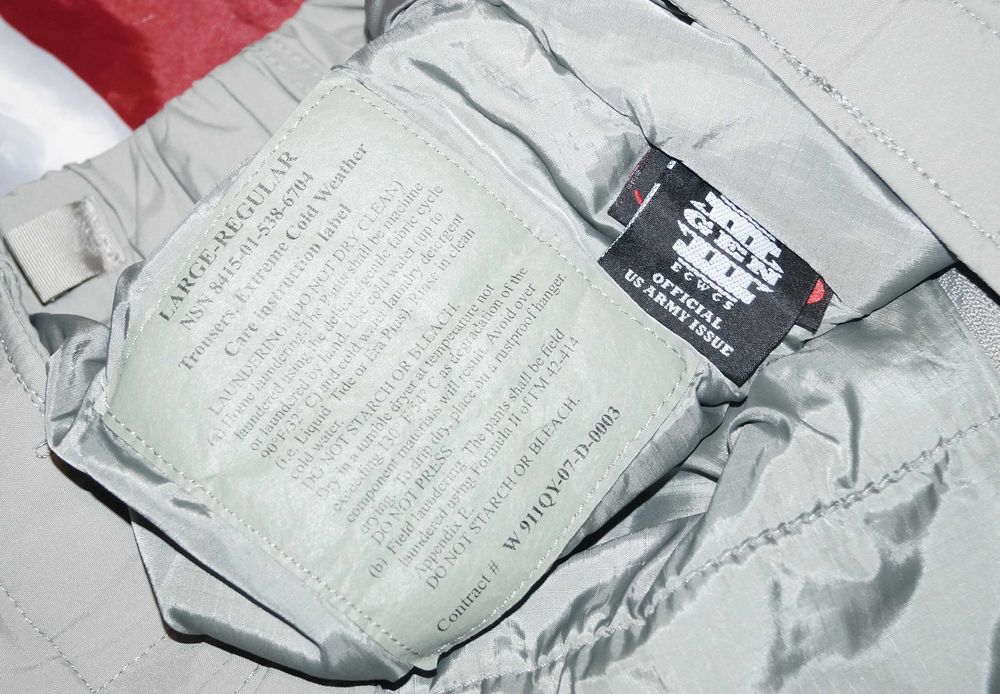 LARGE-REGULAR
NSN 8415-01-538-6704
Trousers, Extreme Cold Weather
Care & Instruction label
LAUNDERING: (DO NOT DRY CLEAN)
(a) Home laundering. The Pants shall be machine
laundered using the delicate fabric cycle
or laundered by hand. Use warm water (up to
90°F/32°C) and cold water laundry detergent
(i.e., Liquid Tide or Era Plus). Rinse in clean
cold water.
DO NOT STARCH OR BLEACH.
Dry in a tumble dryer at temperature not
exceeding 130°F/54°C as degradation of the
component materials will result. Avoid over
drying. To drip dry, place on a rustproof hanger.
DO NOT PRESS.
(b) Field laundering. The pants shall be field
laundered using Formula II of FM 42-414
Appendix E.
DO NOT STARCH OR BLEACH.
Contract # W 911QY-07-D-0003
III
GEN
III
ECWCS
OFFICIAL
US ARMY ISSUE